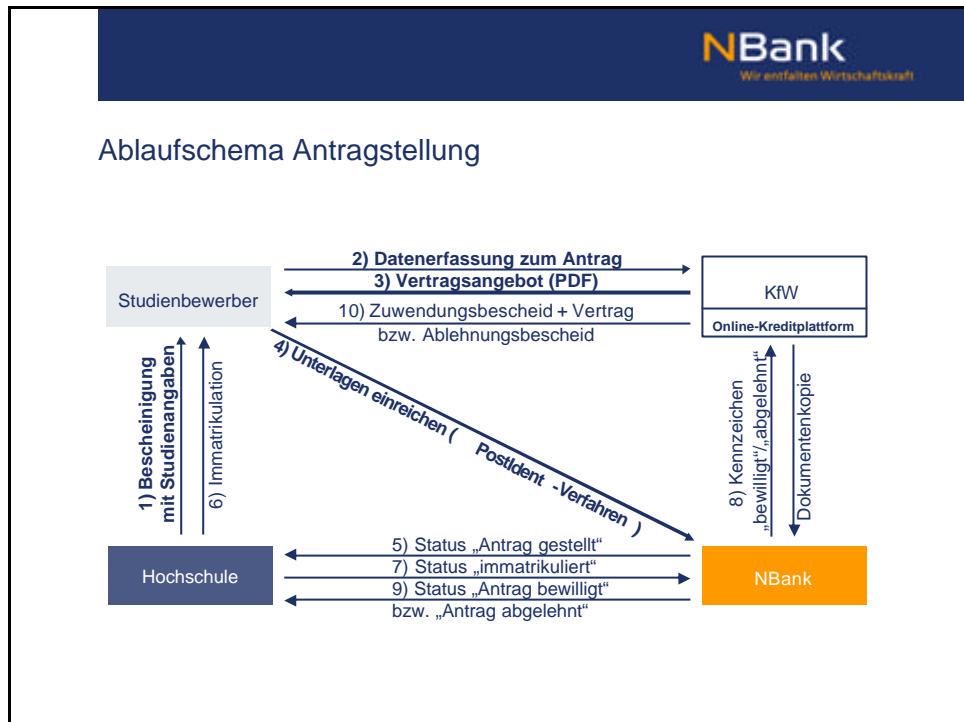 NBank
Wir entfalten Wirtschaftskraft
Ablaufschema Antragstellung
2) Datenerfassung zum Antrag
3) Vertragsangebot (PDF)
Studienbewerber
KfW
10) Zuwendungsbescheid + Vertrag
bzw. Ablehnungsbescheid
Online-Kreditplattform
4) Unterlagen einreichen ( PostIdent -Verfahren )
1) Bescheinigung
mit Studienangaben
6) Immatrikulation
8) Kennzeichen
„bewilligt“/„abgelehnt“
Dokumentenkopie
5) Status „Antrag gestellt“
Hochschule
7) Status „immatrikuliert“
NBank
9) Status „Antrag bewilligt“
bzw. „Antrag abgelehnt“